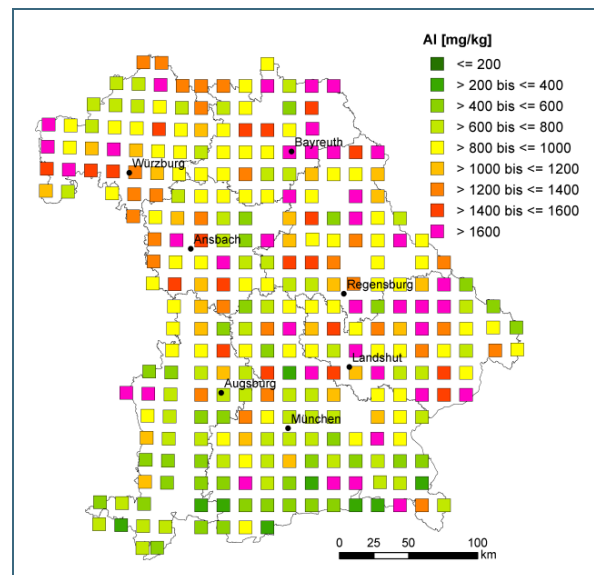 Al [mg/kg]
<= 200
> 200 bis <= 400
> 400 bis <= 600
> 600 bis <= 800
> 800 bis <= 1000
> 1000 bis <= 1200
> 1200 bis <= 1400
> 1400 bis <= 1600
> 1600
Bayreuth
Würzburg
Ansbach
Regensburg
Landshut
Augsburg
München
0 25 50 100
km